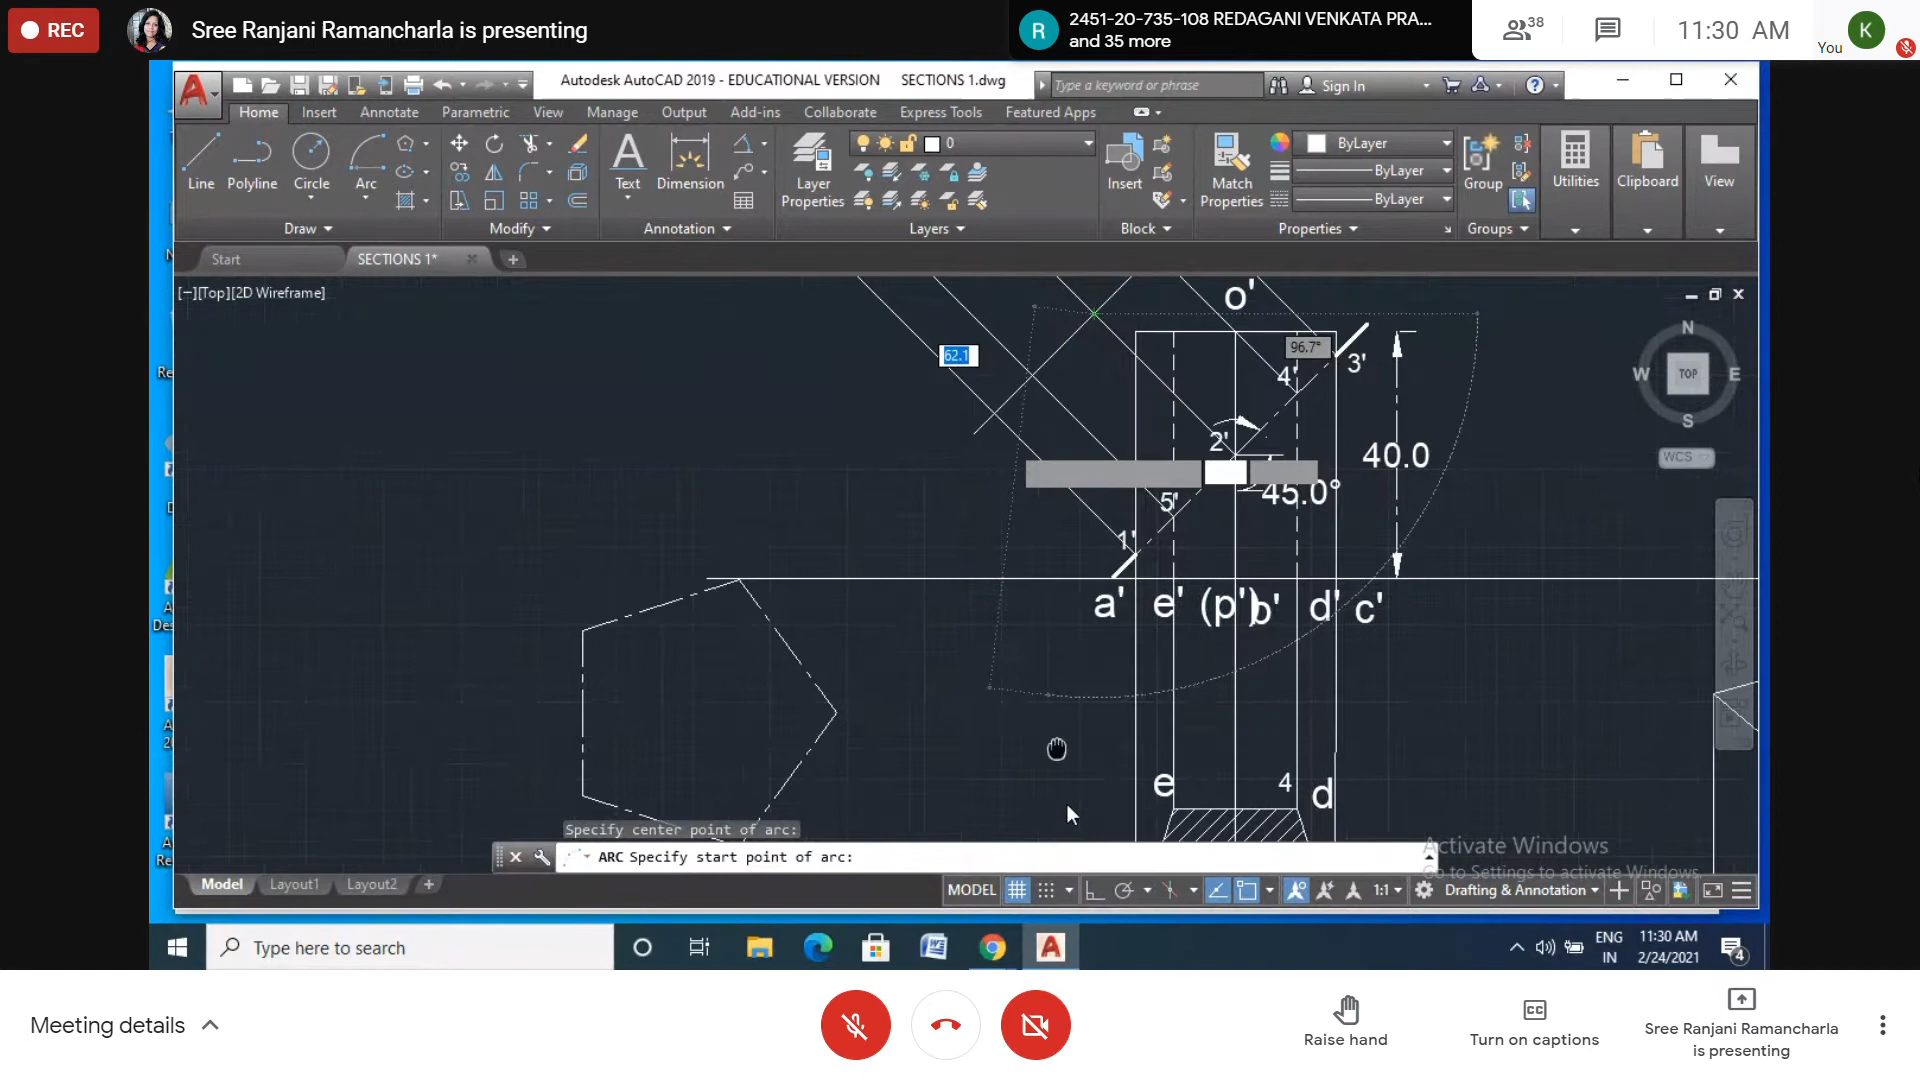 REC
Sree Ranjani Ramancharla is presenting
R
2451-20-735-108 REDAGANI VENKATA PRA...
and 35 more
38
11:30 AM
You
K
Autodesk AutoCAD 2019 - EDUCATIONAL VERSION SECTIONS 1.dwg
Type a keyword or phrase
Sign In
Home Insert Annotate Parametric View Manage Output Add-ins Collaborate Express Tools Featured Apps
Line Polyline Circle Arc
Text Dimension
Layer Properties
0
Insert
Match Properties
ByLayer
ByLayer
ByLayer
Group
Utilities
Clipboard
View
Draw Modify Annotation Layers Block Properties Groups
Start
SECTIONS 1*
[−][Top][2D Wireframe]
o'
N
W TOP E
S
WCS
62.1
96.7°
3'
4'
2'
40.0
45.0°
5'
1'
a' e' (p') b' d' c'
e 4 d
Specify center point of arc:
ARC Specify start point of arc:
Activate Windows
Go to Settings to activate Windows.
Model Layout1 Layout2
MODEL
1:1
Drafting & Annotation
Type here to search
ENG
IN
11:30 AM
2/24/2021
4
Meeting details
Raise hand
Turn on captions
Sree Ranjani Ramancharla
is presenting